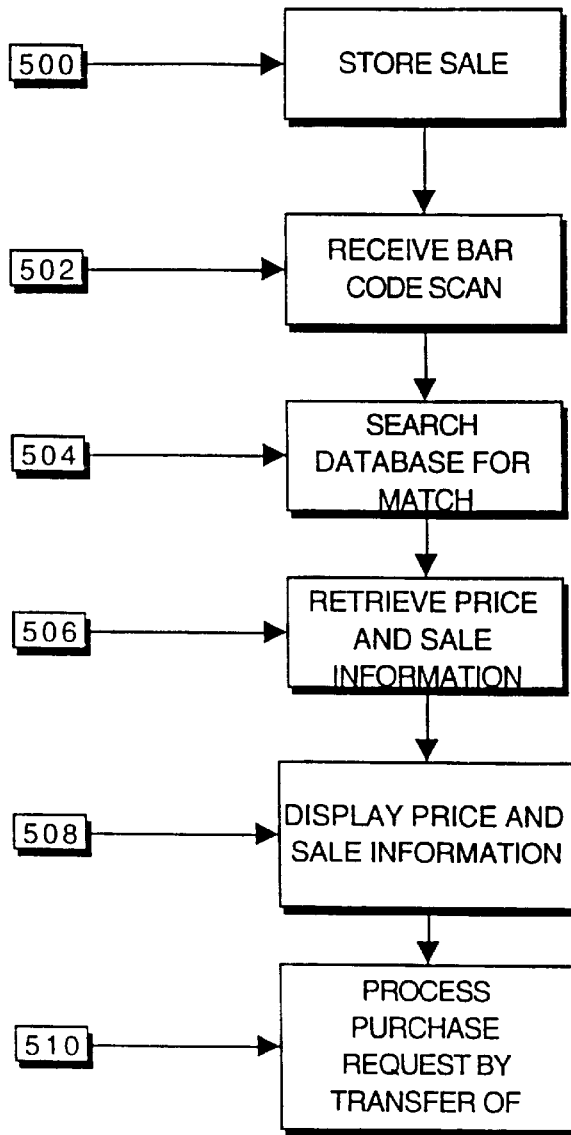 500
STORE SALE
502
RECEIVE BAR
CODE SCAN
504
SEARCH
DATABASE FOR
MATCH
506
RETRIEVE PRICE
AND SALE
INFORMATION
508
DISPLAY PRICE AND
SALE INFORMATION
510
PROCESS
PURCHASE
REQUEST BY
TRANSFER OF